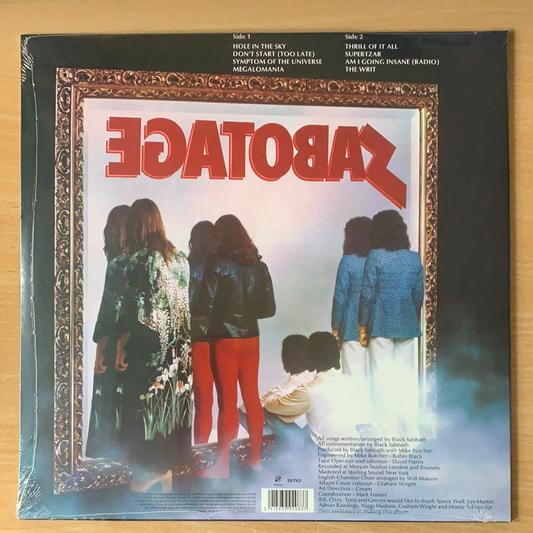 Side 1
HOLE IN THE SKY
DON'T START (TOO LATE)
SYMPTOM OF THE UNIVERSE
MEGALOMANIA
Side 2
THRILL OF IT ALL
SUPERTZAR
AM I GOING INSANE (RADIO)
THE WRIT
SABOTAGE
All songs written/arranged by Black Sabbath
All instrumentation by Black Sabbath
Produced by Black Sabbath with Mike Butcher
Engineered by Mike Butcher - Robin Black
Tape Operator and saboteur - David Harris
Recorded at Morgan Studios London and Brussels
Mastered at Sterling Sound New York
English Chamber Choir arranged by Will Malone
Album Cover concept - Graham Wright
Art Direction - Cream
Co-ordination - Mark Forster
Bill, Ozzy, Tony and Geezer would like to thank Spock Wall, Les Martin,
Adrian Rawlings, Niggs Hudson, Graham Wright and Monty
for their assistance in making this album.
BMG